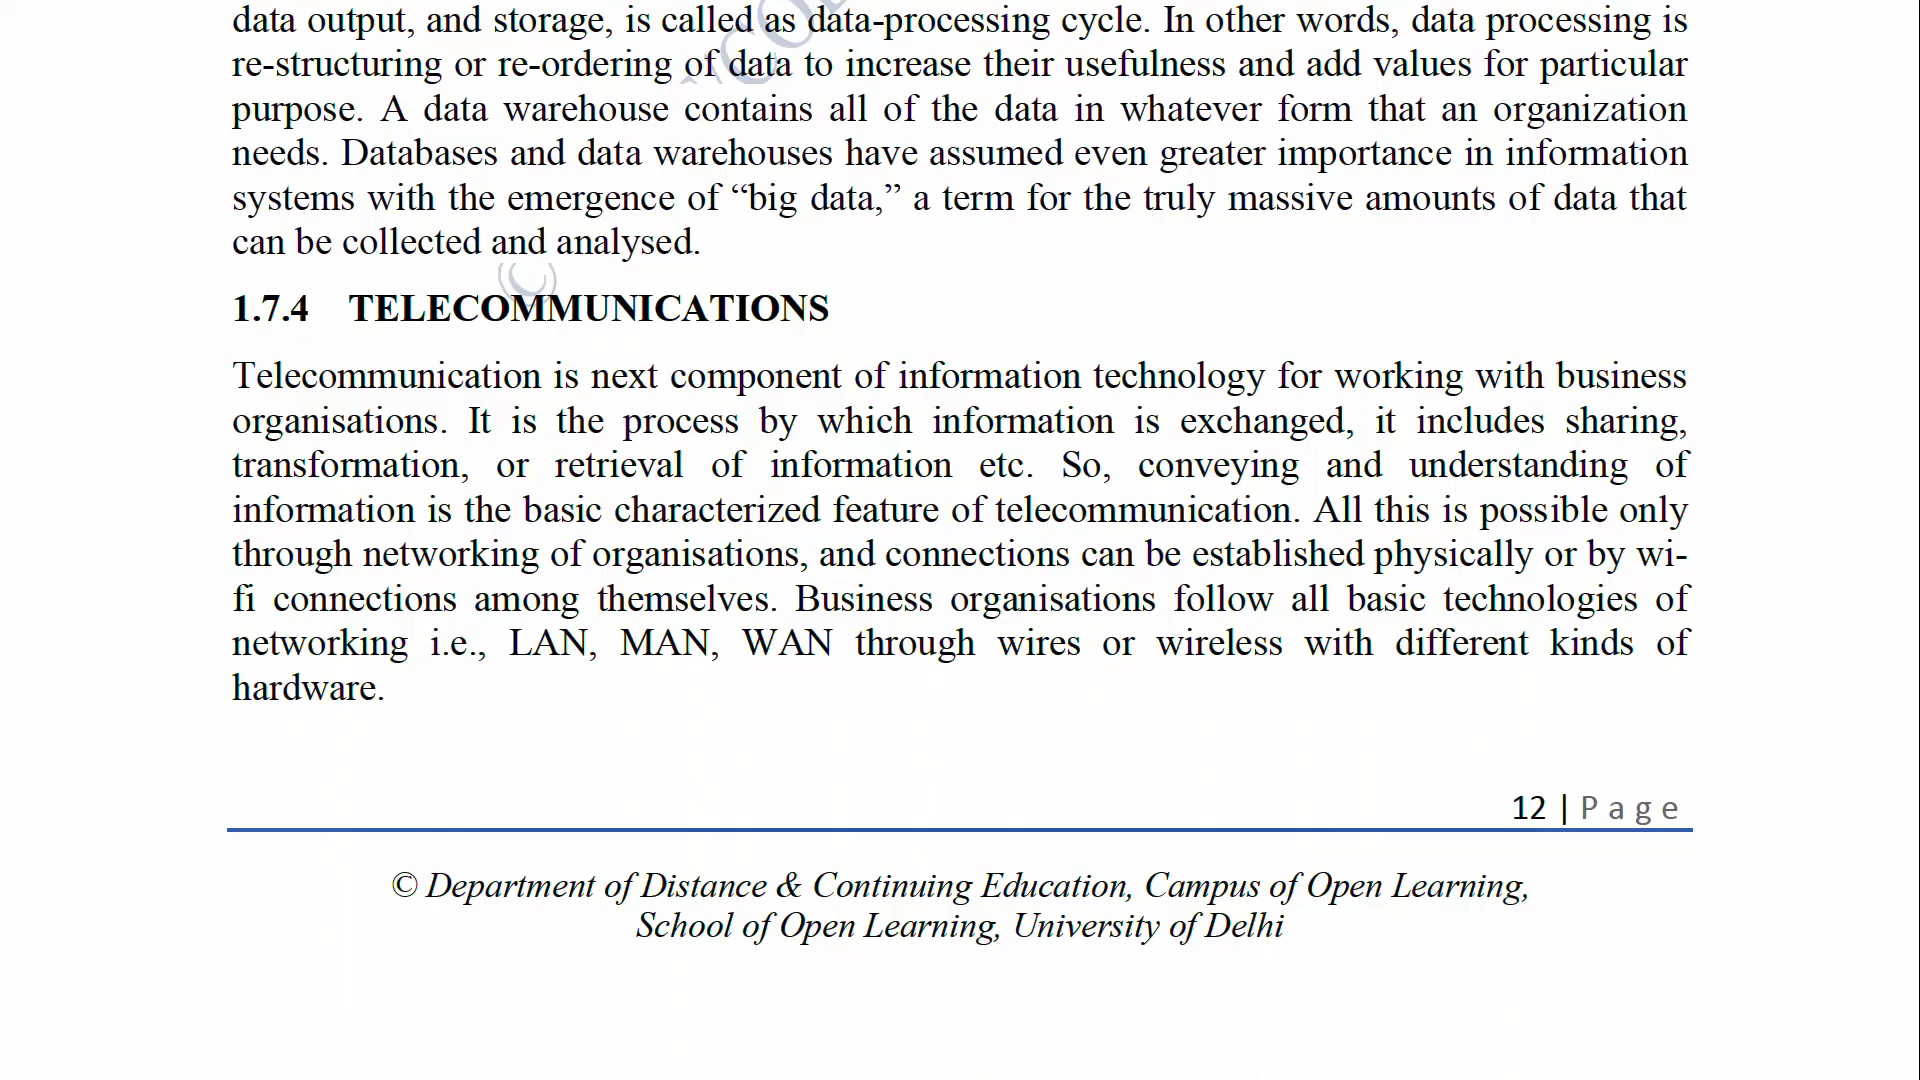 data output, and storage, is called as data-processing cycle. In other words, data processing is
re-structuring or re-ordering of data to increase their usefulness and add values for particular
purpose. A data warehouse contains all of the data in whatever form that an organization
needs. Databases and data warehouses have assumed even greater importance in information
systems with the emergence of “big data,” a term for the truly massive amounts of data that
can be collected and analysed.
©
1.7.4 TELECOMMUNICATIONS
Telecommunication is next component of information technology for working with business
organisations. It is the process by which information is exchanged, it includes sharing,
transformation, or retrieval of information etc. So, conveying and understanding of
information is the basic characterized feature of telecommunication. All this is possible only
through networking of organisations, and connections can be established physically or by wi-
fi connections among themselves. Business organisations follow all basic technologies of
networking i.e., LAN, MAN, WAN through wires or wireless with different kinds of
hardware.
12 | Page
© Department of Distance & Continuing Education, Campus of Open Learning,
School of Open Learning, University of Delhi